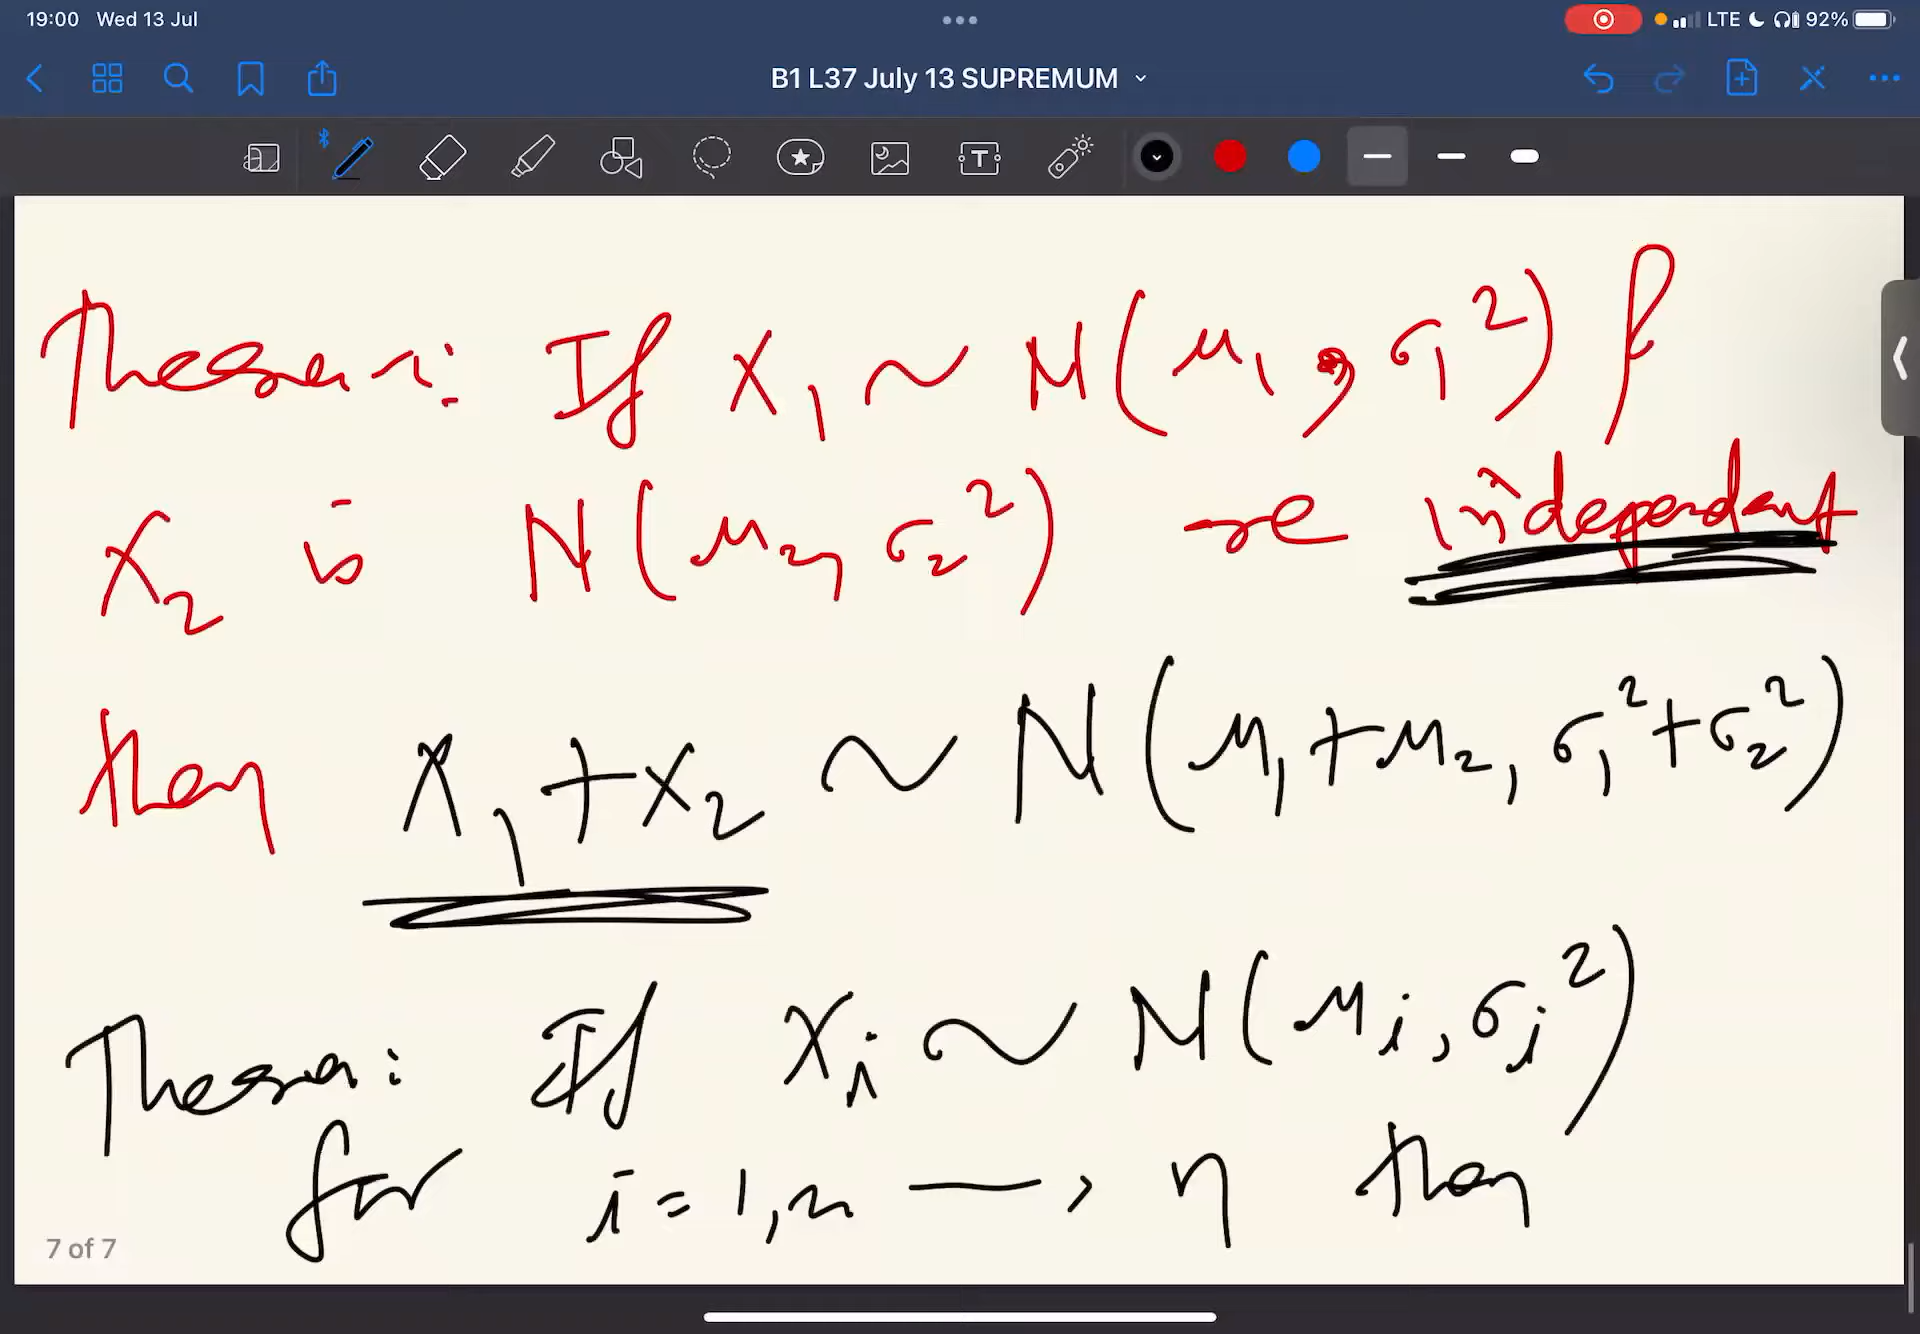 19:00 Wed 13 Jul
LTE 92%
B1 L37 July 13 SUPREMUM
T
Theorem: If X₁ ~ N(μ₁, σ₁²) &
X₂ is N(μ₂, σ₂²) are independent
then X₁+X₂ ~ N(μ₁+μ₂, σ₁²+σ₂²)
Theorem: If Xᵢ ~ N(μᵢ, σᵢ²)
for i = 1, 2 —, n then
7 of 7